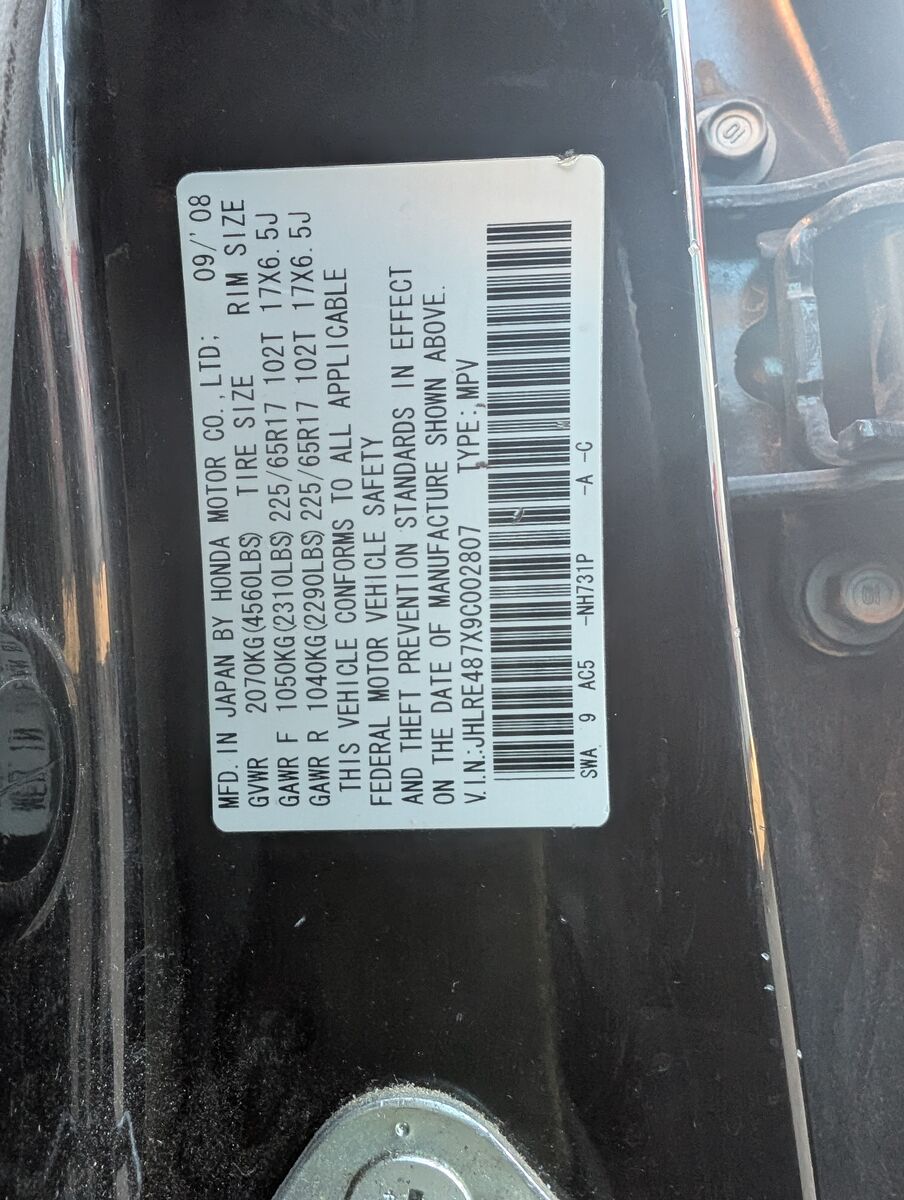 MFD. IN JAPAN BY HONDA MOTOR CO., LTD; 09/'08
GVWR 2070KG(4560LBS) TIRE SIZE RIM SIZE
GAWR F 1050KG(2310LBS) 225/65R17 102T 17X6.5J
GAWR R 1040KG(2290LBS) 225/65R17 102T 17X6.5J
THIS VEHICLE CONFORMS TO ALL APPLICABLE
FEDERAL MOTOR VEHICLE SAFETY
AND THEFT PREVENTION STANDARDS IN EFFECT
ON THE DATE OF MANUFACTURE SHOWN ABOVE.
V.I.N:JHLRE487X9C002807 TYPE: MPV
SWA 9 AC5 -NH731P -A -C
10